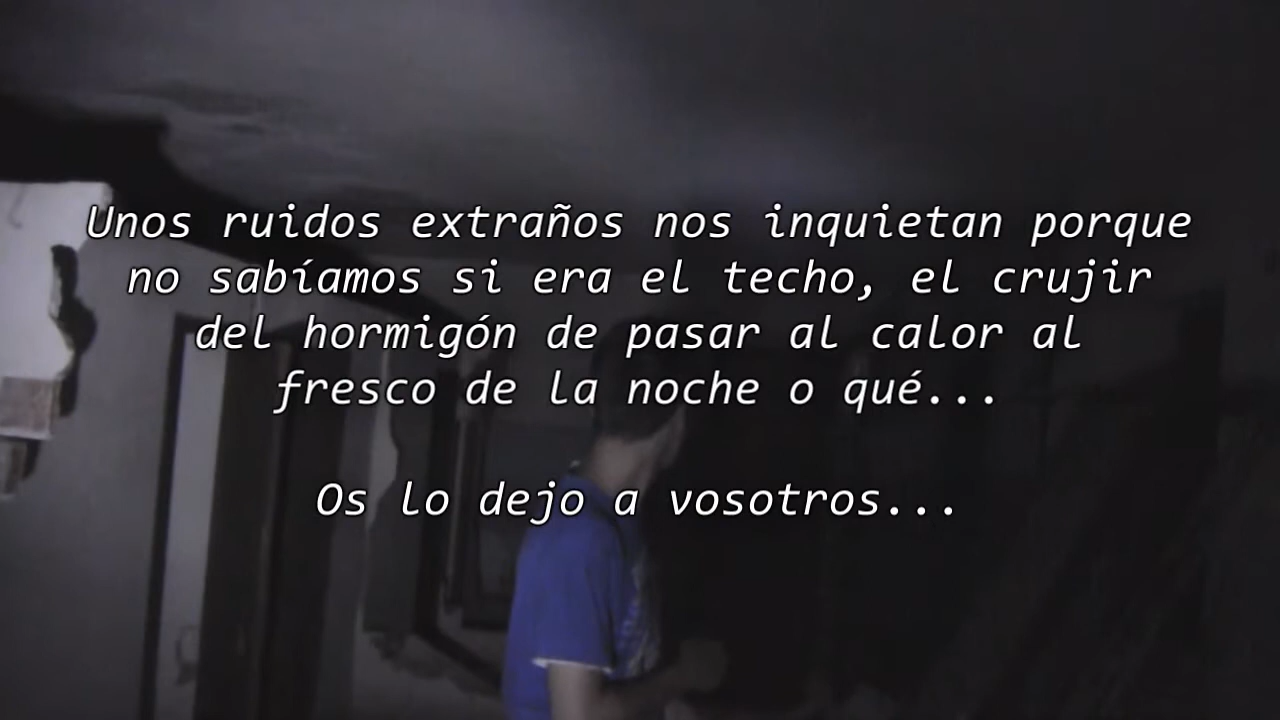 Unos ruidos extraños nos inquietan porque
no sabíamos si era el techo, el crujir
del hormigón de pasar al calor al
fresco de la noche o qué...
Os lo dejo a vosotros...